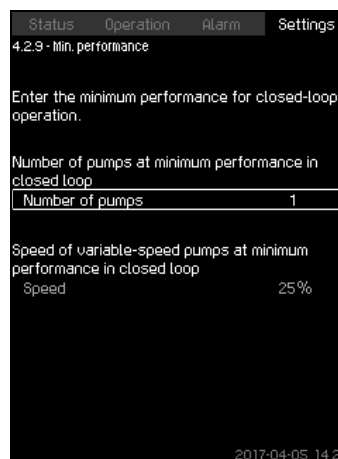 Status Operation Alarm Settings
4.2.9 - Min. performance
Enter the minimum performance for closed-loop
operation.
Number of pumps at minimum performance in
closed loop
Number of pumps 1
Speed of variable-speed pumps at minimum
performance in closed loop
Speed 25%
2017-04-05 14:2